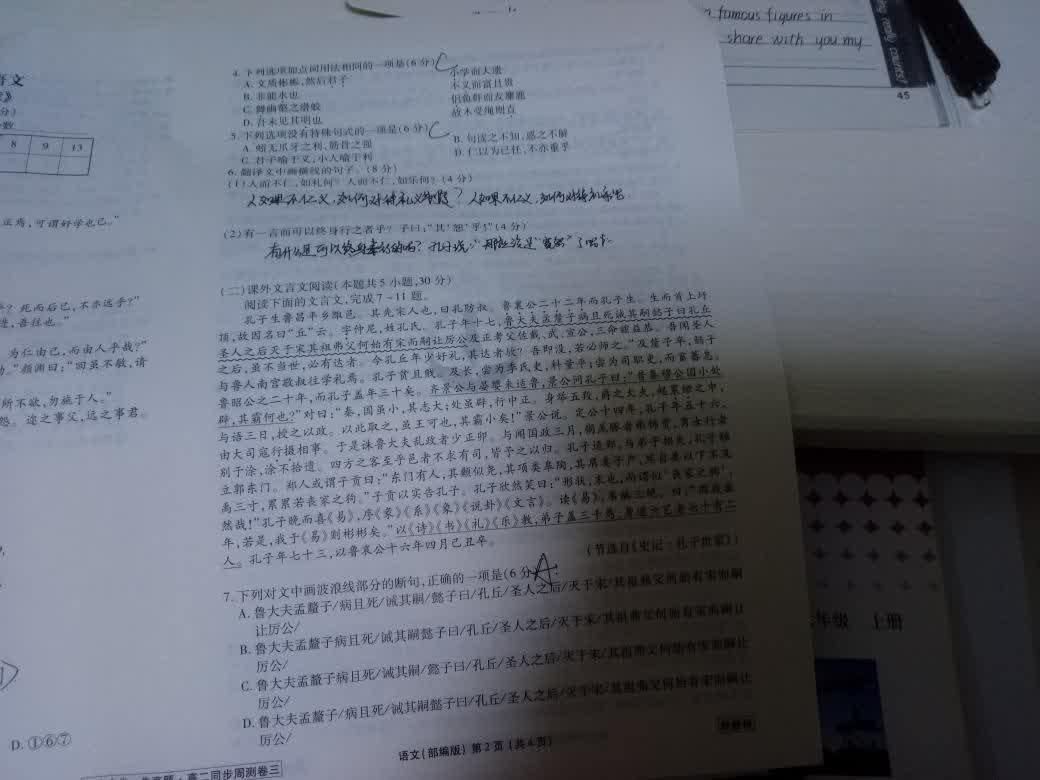 famous figures in
share with you my
45
8 9 13
正焉,可谓好学也已。”
死而后已,不亦远乎?”
为仁由己,而由人乎哉?”
颜渊曰:“回虽不敏,请
所不欲,勿施于人。”
迩之事父,远之事君。
D.①⑥⑦
高二同步周测卷三
4.下列选项加点词用法相同的一项是(6分) C
A.文质彬彬,然后君子 小学而大遗
B.非能水也 不义而富且贵
C.舞幽壑之潜蛟 侣鱼虾而友麋鹿
D.吾未见其明也 故木受绳则直
5.下列选项没有特殊句式的一项是(6分) C
A.蚓无爪牙之利,筋骨之强 B.句读之不知,惑之不解
C.君子喻于义,小人喻于利 D.仁以为己任,不亦重乎
6.翻译文中画横线的句子。(8分)
(1)人而不仁,如礼何?人而不仁,如乐何?(4分)
人如果不仁义,如何对待礼义 ? 人如果不仁义,如何对待礼乐
(2)有一言而可以终身行之者乎?子曰:“其‘恕’乎!”(4分)
有什么是可以终身 的吗? 孔子说:“
(二)课外文言文阅读(本题共5小题,30分)
阅读下面的文言文,完成7~11题。
孔子生鲁昌平乡陬邑。其先宋人也,曰孔防叔。鲁襄公二十二年而孔子生。生而首上圩
顶,故因名曰“丘”云。字仲尼,姓孔氏。孔子年十七,鲁大夫孟釐子病且死诫其嗣懿子曰孔丘
圣人之后灭于宋其祖弗父何始有宋而嗣让厉公及正考父佐戴、武、宣公,三命兹益恭。吾闻圣人
之后,虽不当世,必有达者。今孔丘年少好礼,其达者欤?吾即没,若必师之。”及釐子卒,懿子
与鲁人南宫敬叔往学礼焉。孔子贫且贱。及长,尝为季氏史,料量平;尝为司职吏,而畜蕃息。
鲁昭公之二十年,而孔子盖年三十矣。齐景公与晏婴来适鲁,景公问孔子曰:“昔秦穆公国小处
辟,其霸何也?”对曰:“秦,国虽小,其志大;处虽辟,行中正。身举五羖,爵之大夫,起累绁之中,
与语三日,授之以政。以此取之,虽王可也,其霸小矣!”景公说。定公十四年,孔子年五十六。
由大司寇行摄相事。于是诛鲁大夫乱政者少正卯。与闻国政三月,粥羔豚者弗饰贾,男女行者
别于涂,涂不拾遗。四方之客至乎邑者不求有司,皆予之以归。孔子适郑,与弟子相失,孔子独
立郭东门。郑人或谓子贡曰:“东门有人,其颡似尧,其项类皋陶,其肩类子产,然自要以下不及
禹三寸,累累若丧家之狗。”子贡以实告孔子。孔子欣然笑曰:“形状,末也。而谓似‘丧家之狗’,
然哉!”孔子晚而喜《易》,序《彖》《系》《象》《说卦》《文言》。读《易》,韦编三绝。曰:“假我数
年,若是,我于《易》则彬彬矣。”以《诗》《书》《礼》《乐》教,弟子盖三千焉,身通六艺者七十有二
人。孔子年七十三,以鲁哀公十六年四月己丑卒。
(节选自《史记·孔子世家》)
7.下列对文中画波浪线部分的断句,正确的一项是(6分) A
A.鲁大夫孟釐子/病且死/诫其嗣/懿子曰/孔丘/圣人之后/灭于宋/其祖弗父何始有宋而嗣
让厉公/
B.鲁大夫孟釐子病且死/诫其嗣懿子曰/孔丘/圣人之后/灭于宋/其祖弗父何始有宋而嗣让
厉公/
C.鲁大夫孟釐子病且死/诫其嗣/懿子曰/孔丘/圣人之后/灭于宋/其祖弗父何始有宋而嗣让
厉公/
D.鲁大夫孟釐子/病且死/诫其嗣懿子曰/孔丘/圣人之后/灭于宋/其祖弗父何始有宋而嗣让
厉公/
语文(部编版) 第2页(共6页)
年级 上册